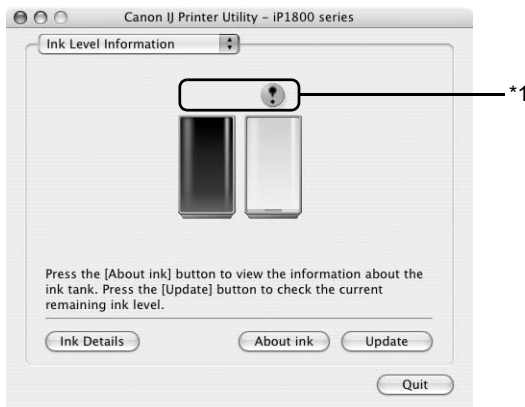 Canon IJ Printer Utility – iP1800 series
Ink Level Information
*1
Press the [About ink] button to view the information about the
ink tank. Press the [Update] button to check the current
remaining ink level.
Ink Details
About ink
Update
Quit